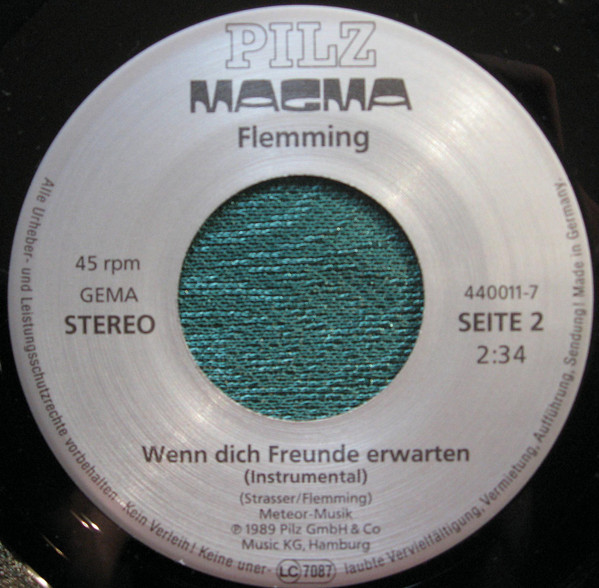 PILZ
MAGMA
Flemming
45 rpm
GEMA
STEREO
440011-7
SEITE 2
2:34
Wenn dich Freunde erwarten
(Instrumental)
(Strasser/Flemming)
Meteor-Musik
℗ 1989 Pilz GmbH & Co
Music KG, Hamburg
LC 7087
Alle Urheber- und Leistungsschutzrechte vorbehalten. Kein Verleih! Keine uner- laubte Vervielfältigung, Vermietung, Aufführung, Sendung! Made in Germany.